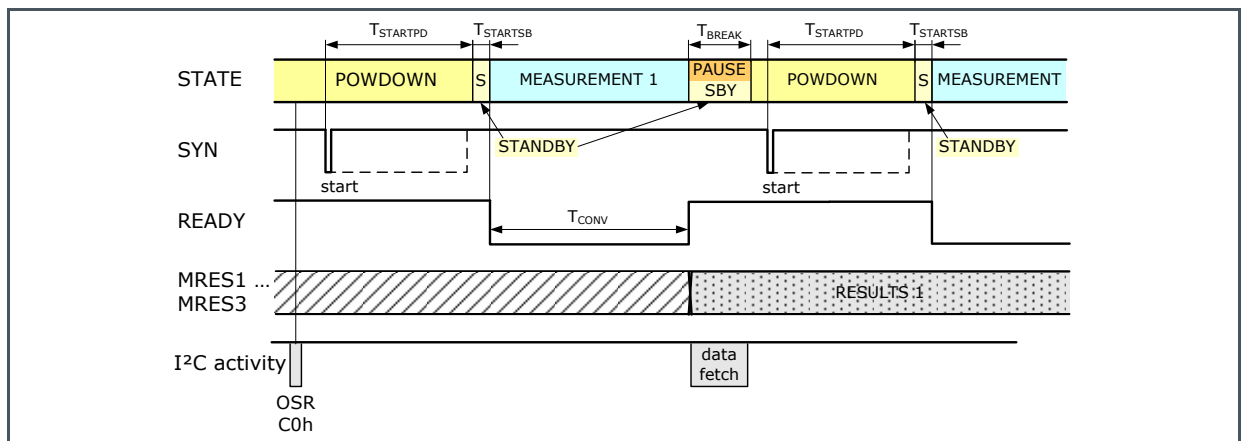 TSTARTPD TSTARTSB TBREAK TSTARTPD TSTARTSB
STATE POWDOWN S MEASUREMENT 1 PAUSE SBY POWDOWN S MEASUREMENT
SYN STANDBY STANDBY
start start
READY TCONV
MRES1 ...
MRES3 RESULTS 1
I²C activity data
fetch
OSR
C0h